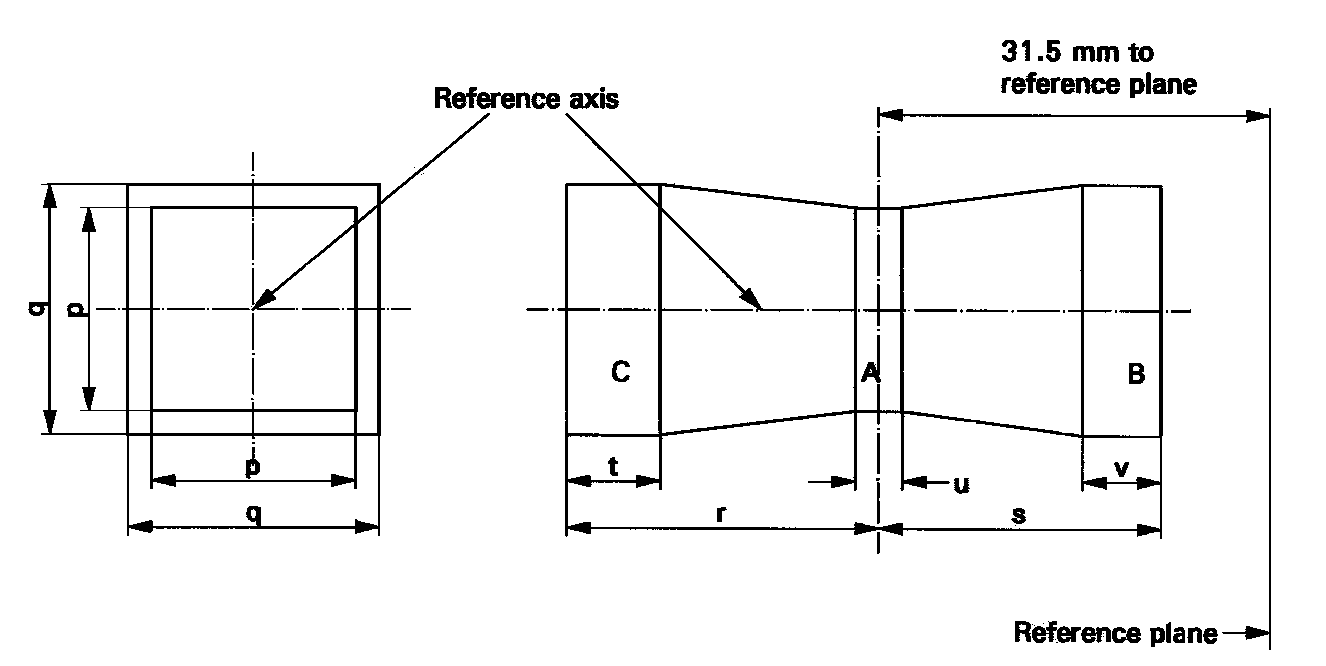 31.5 mm to
reference plane
Reference axis
q
p
C
A
B
p
t
v
u
q
r
s
Reference plane